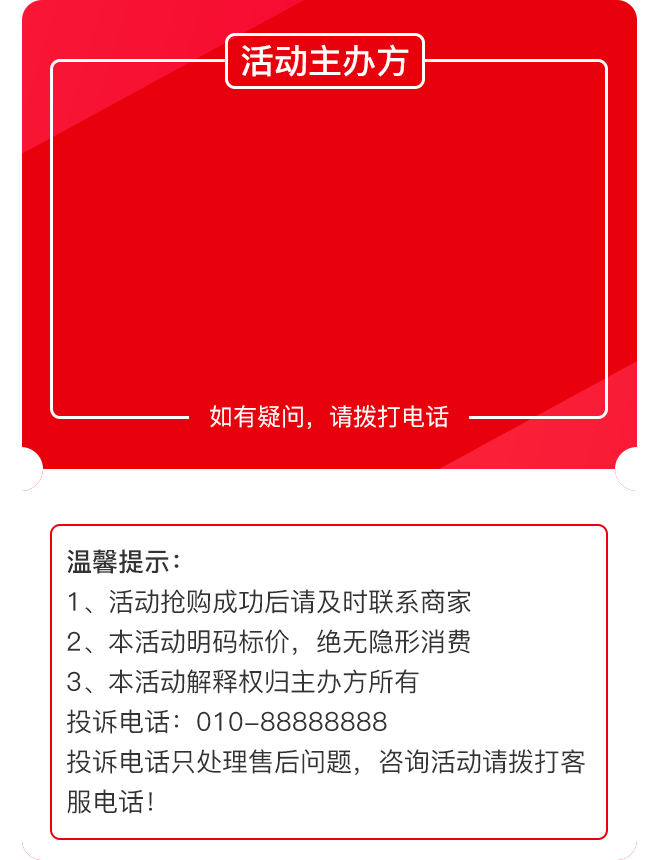 活动主办方
如有疑问，请拨打电话
温馨提示：
1、活动抢购成功后请及时联系商家
2、本活动明码标价，绝无隐形消费
3、本活动解释权归主办方所有
投诉电话：010-88888888
投诉电话只处理售后问题，咨询活动请拨打客
服电话！